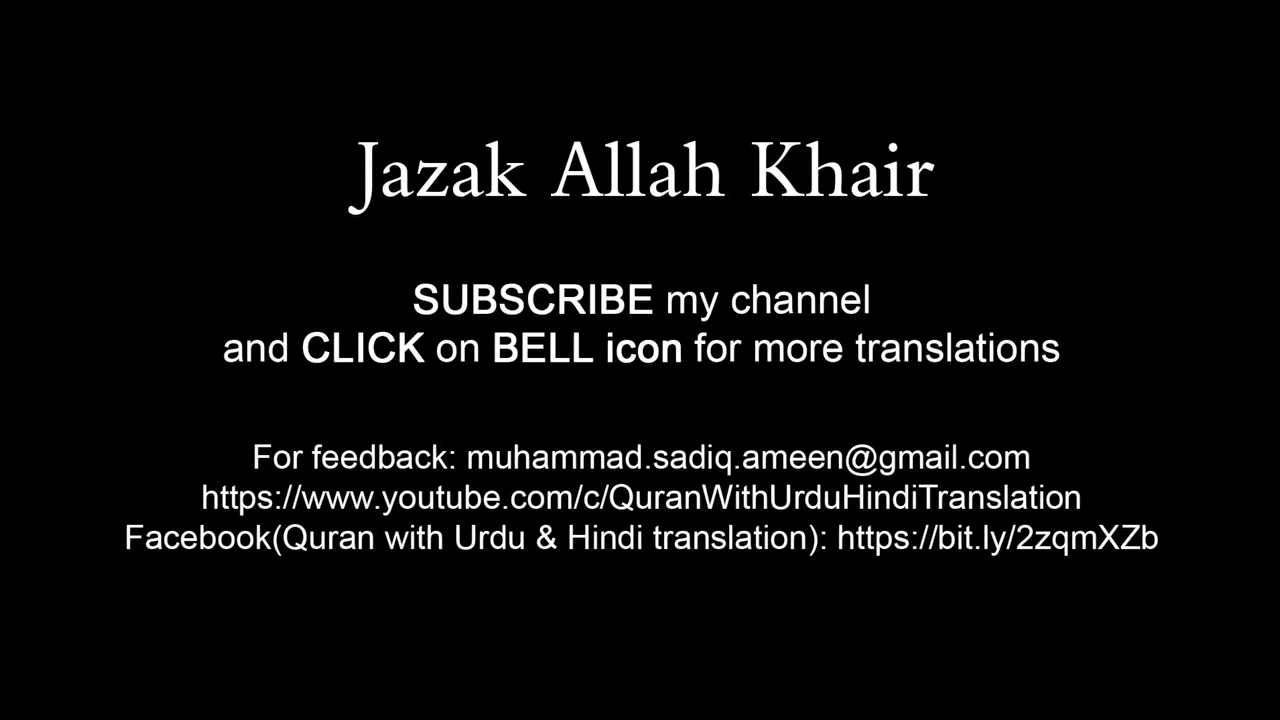 Jazak Allah Khair
SUBSCRIBE my channel
and CLICK on BELL icon for more translations
For feedback: muhammad.sadiq.ameen@gmail.com
https://www.youtube.com/c/QuranWithUrduHindiTranslation
Facebook(Quran with Urdu & Hindi translation): https://bit.ly/2zqmXZb